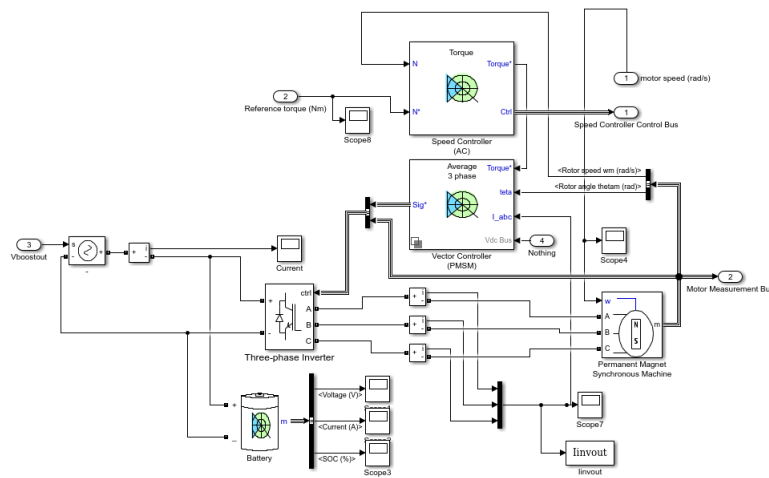 Torque
N
Torque*
N*
Ctrl
Speed Controller
(AC)
1
motor speed (rad/s)
2
Reference torque (Nm)
Scope8
1
Speed Controller Control Bus
Average
3 phase
Torque*
teta
Sig*
I_abc
Vdc Bus
Vector Controller
(PMSM)
<Rotor speed wm (rad/s)>
<Rotor angle thetam (rad)>
4
Nothing
Scope4
3
Vboostout
s
-
+
-
+
i
-
Current
2
Motor Measurement Bu
ctrl
+
A
B
-
C
Three-phase Inverter
+
i
-
+
i
-
+
i
-
w
A
N
B
S
m
C
Permanent Magnet
Synchronous Machine
+
m
_
Battery
<Voltage (V)>
<Current (A)>
<SOC (%)>
Scope3
Scope7
Iinvout
Iinvout